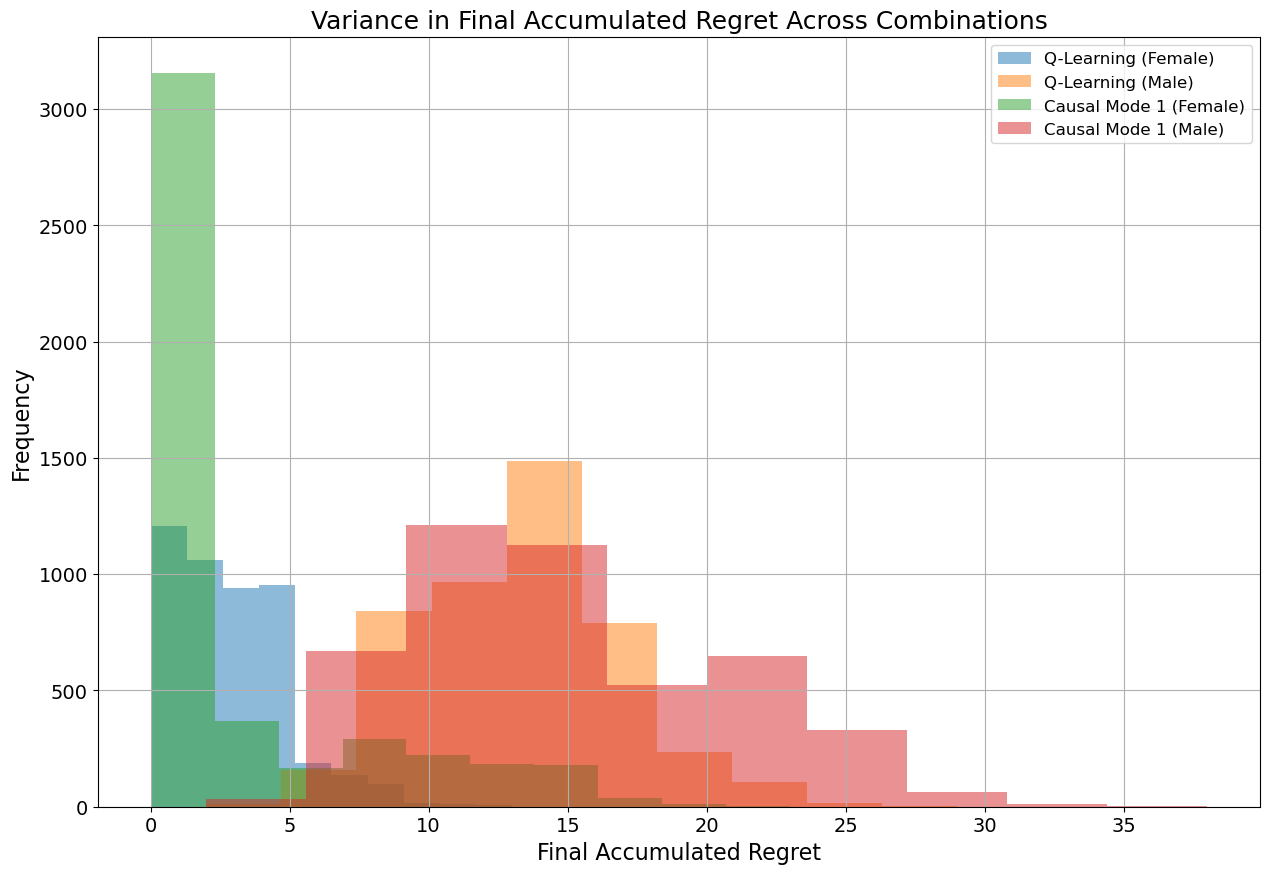 Variance in Final Accumulated Regret Across Combinations
Q-Learning (Female)
Q-Learning (Male)
Causal Mode 1 (Female)
Causal Mode 1 (Male)
Frequency
3000
2500
2000
1500
1000
500
0
0 5 10 15 20 25 30 35
Final Accumulated Regret